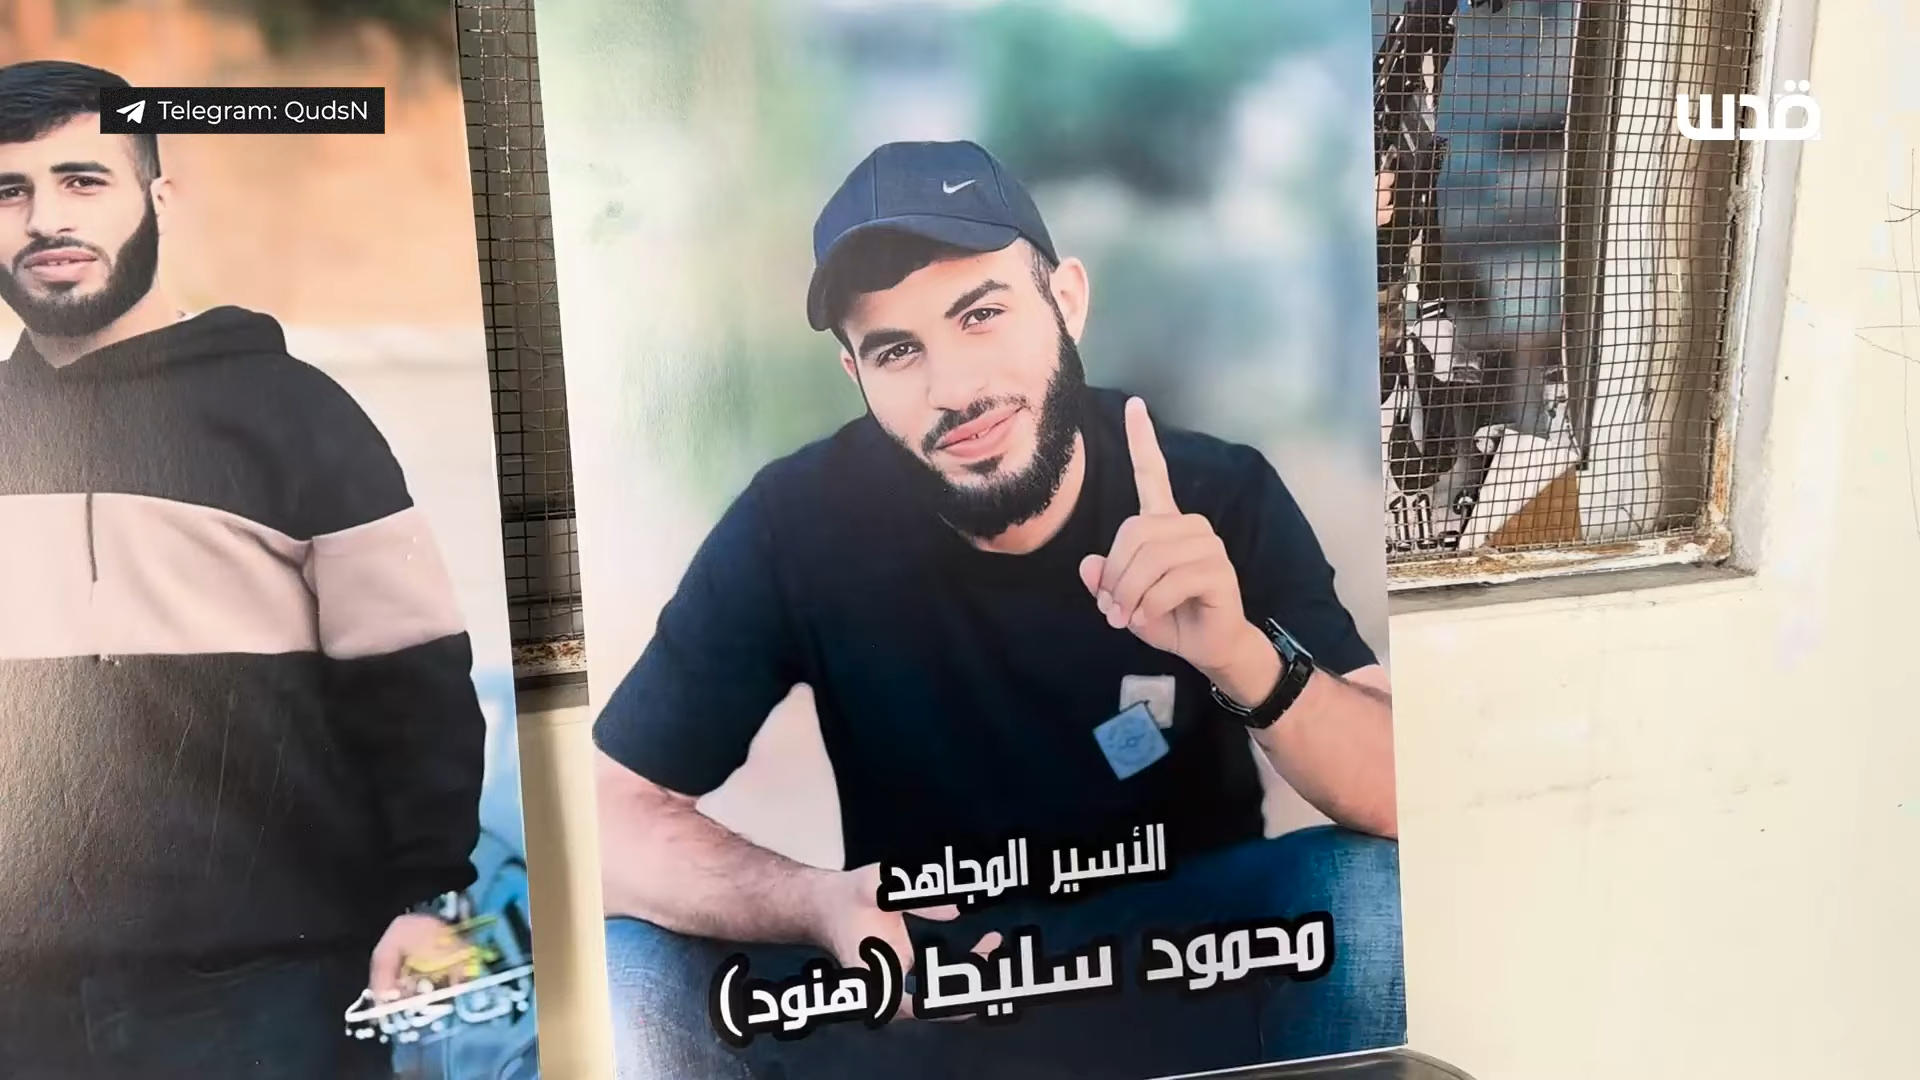 Telegram: QudsN
قدس
الأسير المجاهد
محمود سليط (هنود)